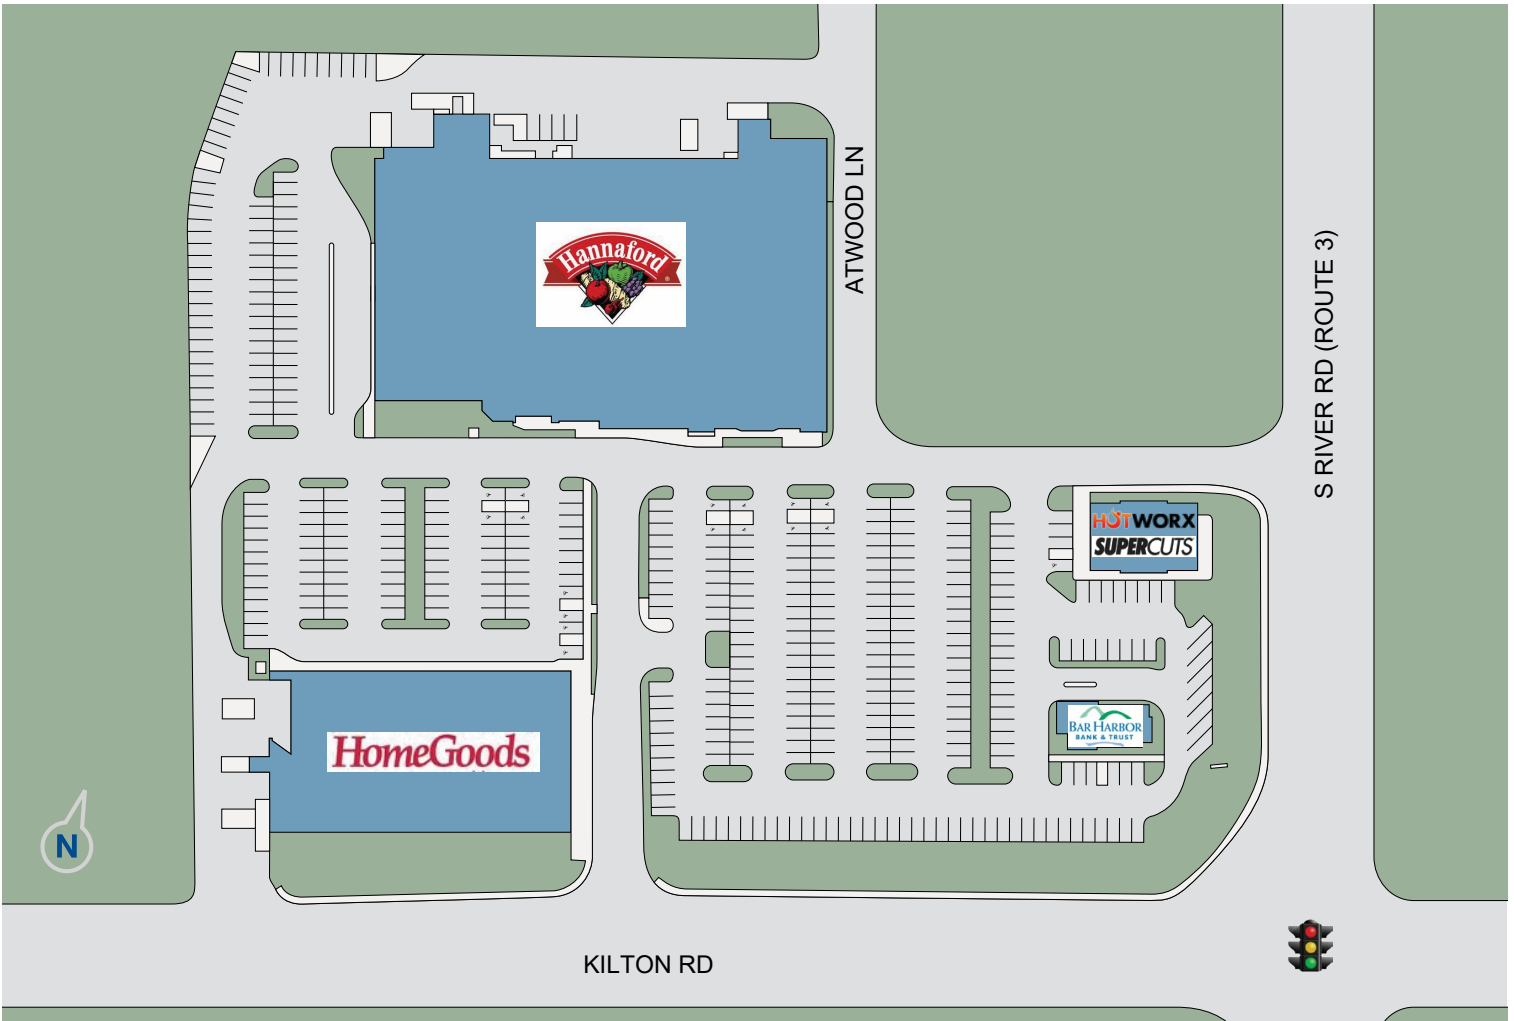 Hannaford
ATWOOD LN
S RIVER RD (ROUTE 3)
HOTWORX
SUPERCUTS
BAR HARBOR
BANK & TRUST
HomeGoods
N
KILTON RD